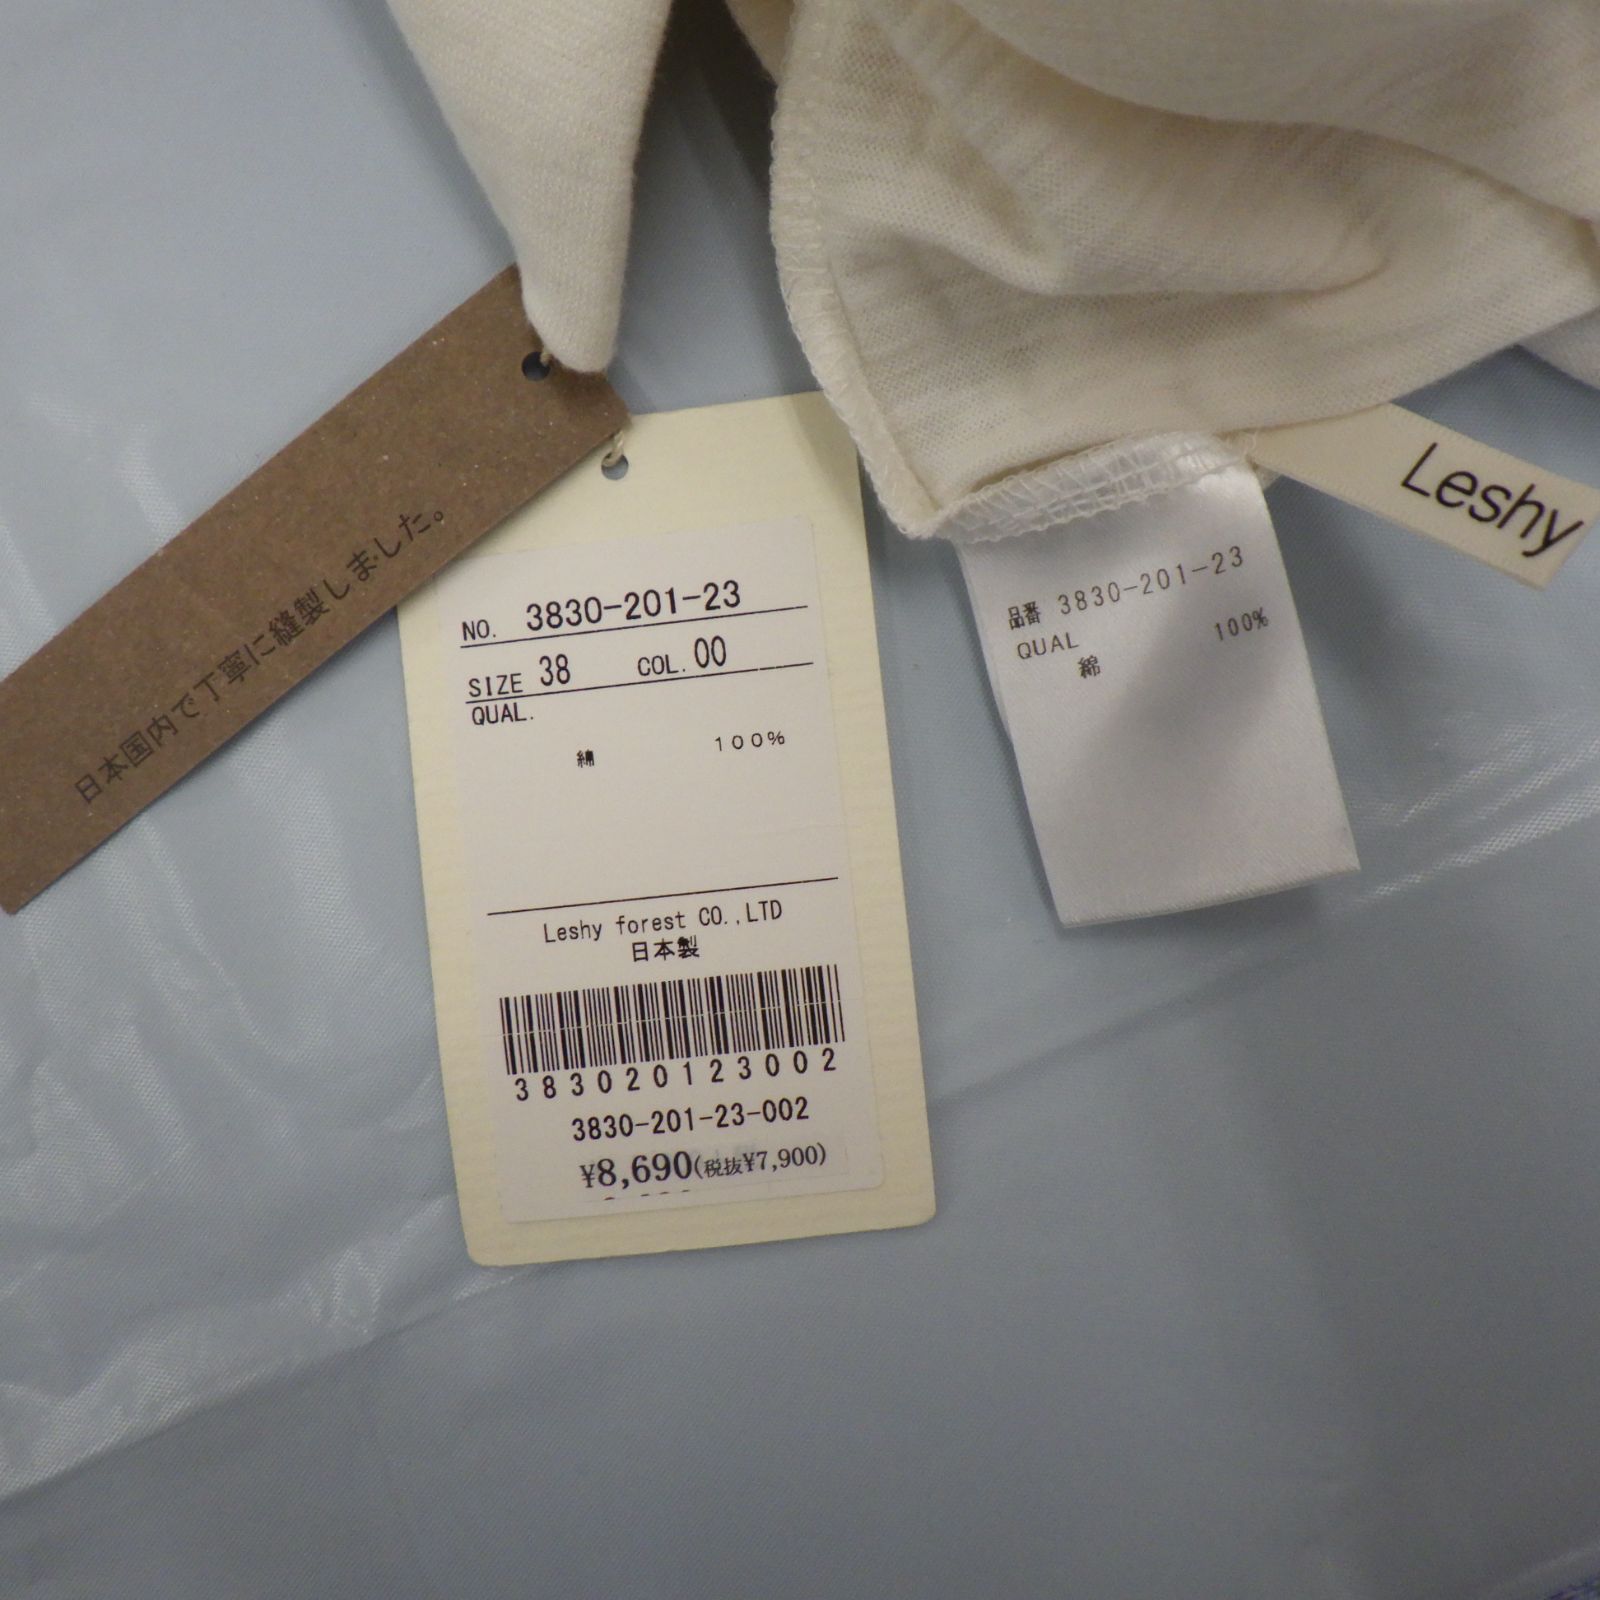 日本国内で丁寧に縫製しました。
NO. 3830-201-23
SIZE 38 COL. 00
QUAL.
綿 100%
Leshy forest CO.,LTD
日本製
383020123002
3830-201-23-002
¥8,690(税抜¥7,900)
Leshy
品番 3830-201-23
QUAL
綿 100%